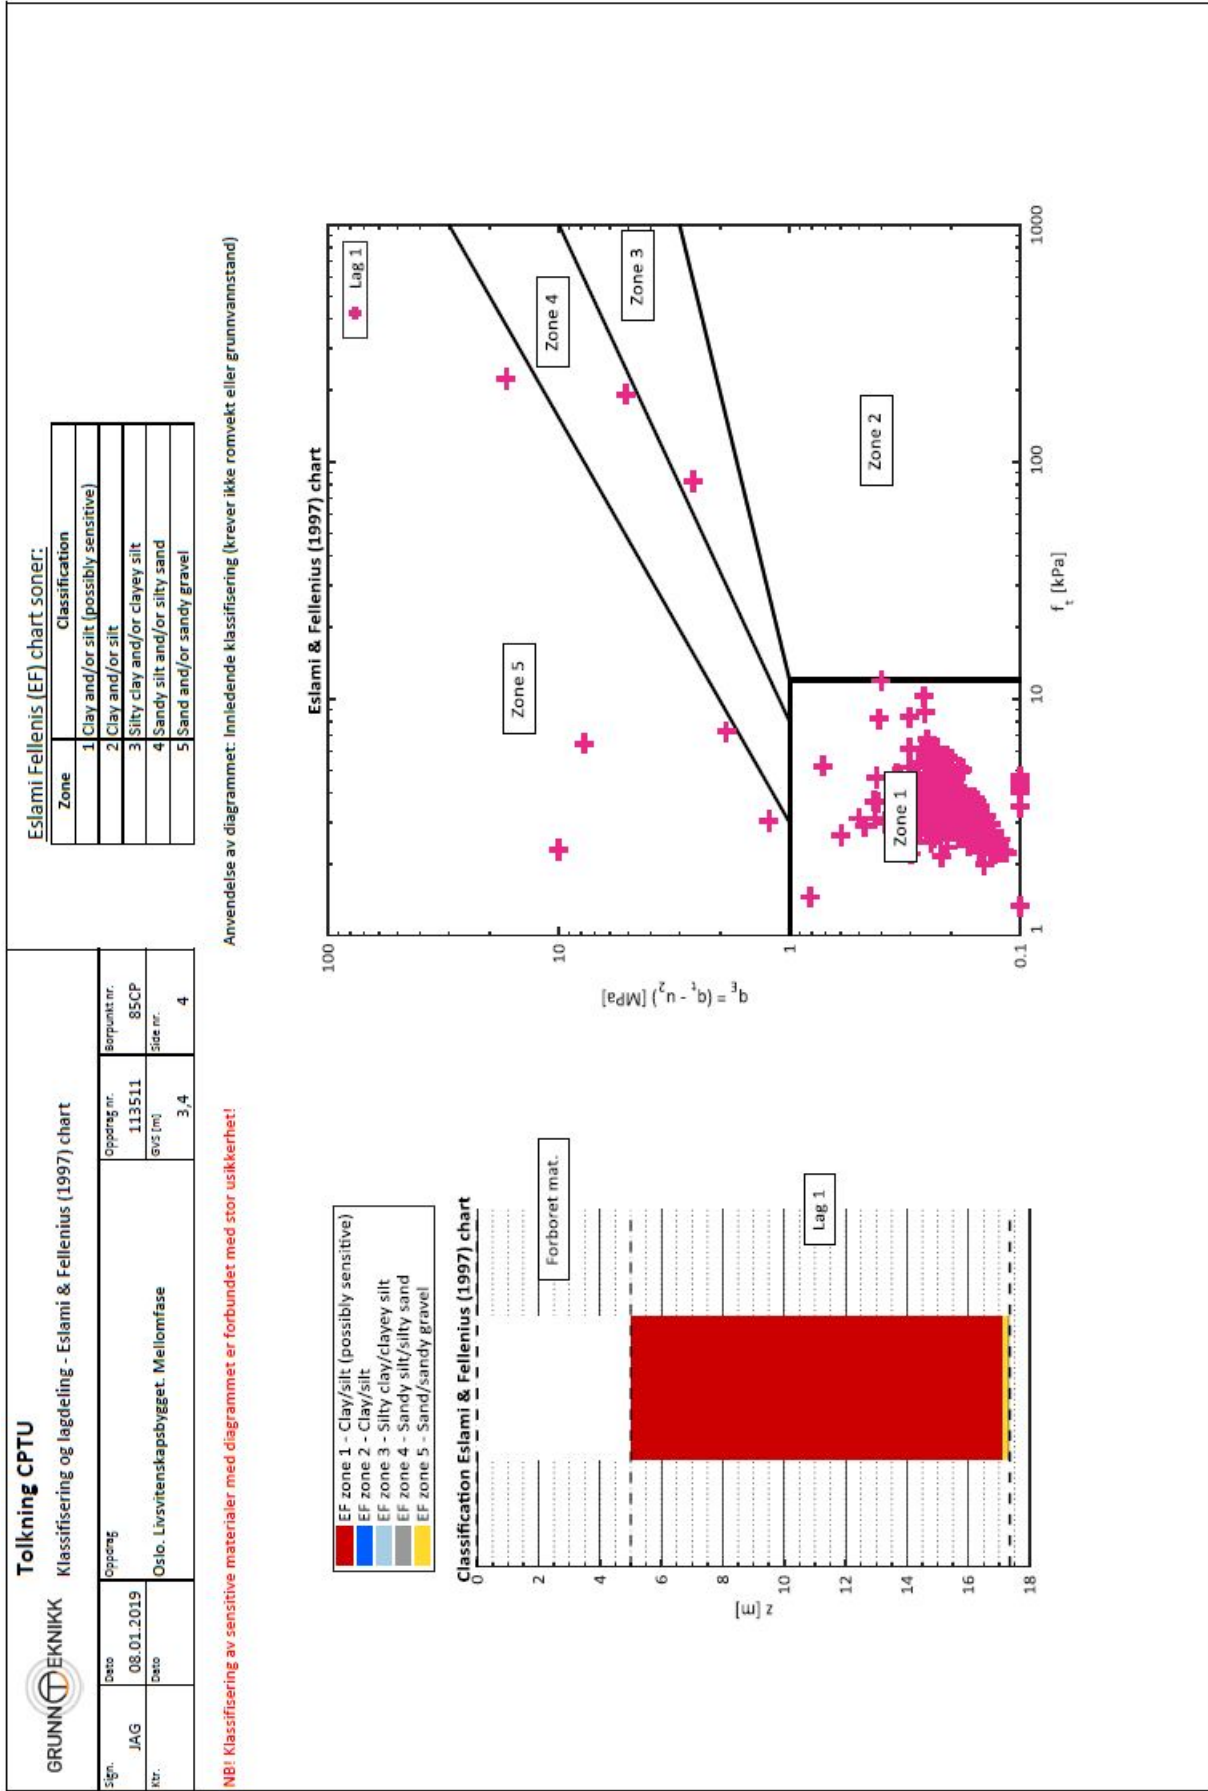 GRUNNTEKNIKK
Tolkning CPTU
Klassifisering og lagdeling - Eslami & Fellenius (1997) chart
Sign.
JAG
Dato
08.01.2019
Oppdrag
Oslo. Livsvitenskapsbygget. Mellomfase
Oppdrag nr.
113511
Borpunkt nr.
85CP
Ktr.
Dato
GVS [m]
3,4
Side nr.
4
Eslami Fellenis (EF) chart soner:
Zone Classification
1 Clay and/or silt (possibly sensitive)
2 Clay and/or silt
3 Silty clay and/or clayey silt
4 Sandy silt and/or silty sand
5 Sand and/or sandy gravel
NB! Klassifisering av sensitive materialer med diagrammet er forbundet med stor usikkerhet!
Anvendelse av diagrammet: Innledende klassifisering (krever ikke romvekt eller grunnvannstand)
EF zone 1 - Clay/silt (possibly sensitive)
EF zone 2 - Clay/silt
EF zone 3 - Silty clay/clayey silt
EF zone 4 - Sandy silt/silty sand
EF zone 5 - Sand/sandy gravel
Classification Eslami & Fellenius (1997) chart
0
2
4
6
8
10
12
14
16
18
z [m]
Forboret mat.
Lag 1
Eslami & Fellenius (1997) chart
Lag 1
Zone 5
Zone 4
Zone 3
Zone 2
Zone 1
100
10
1
0.1
qE = (qt - u2) [MPa]
1
10
100
1000
ft [kPa]